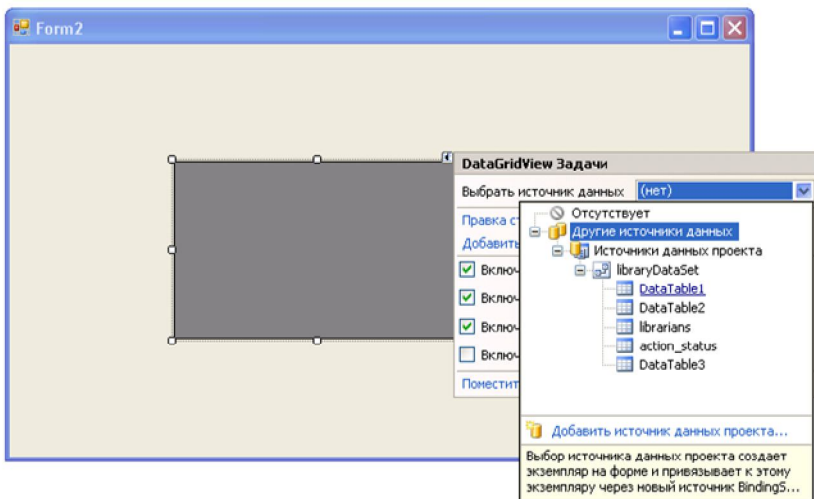 Form2
DataGridView Задачи
Выбрать источник данных (нет)
Правка с
Добавить
Включ
Включ
Включ
Включ
Поместит
Отсутствует
Другие источники данных
Источники данных проекта
libraryDataSet
DataTable1
DataTable2
librarians
action_status
DataTable3
Добавить источник данных проекта...
Выбор источника данных проекта создает
экземпляр на форме и привязывает к этому
экземпляру через новый источник BindingS...